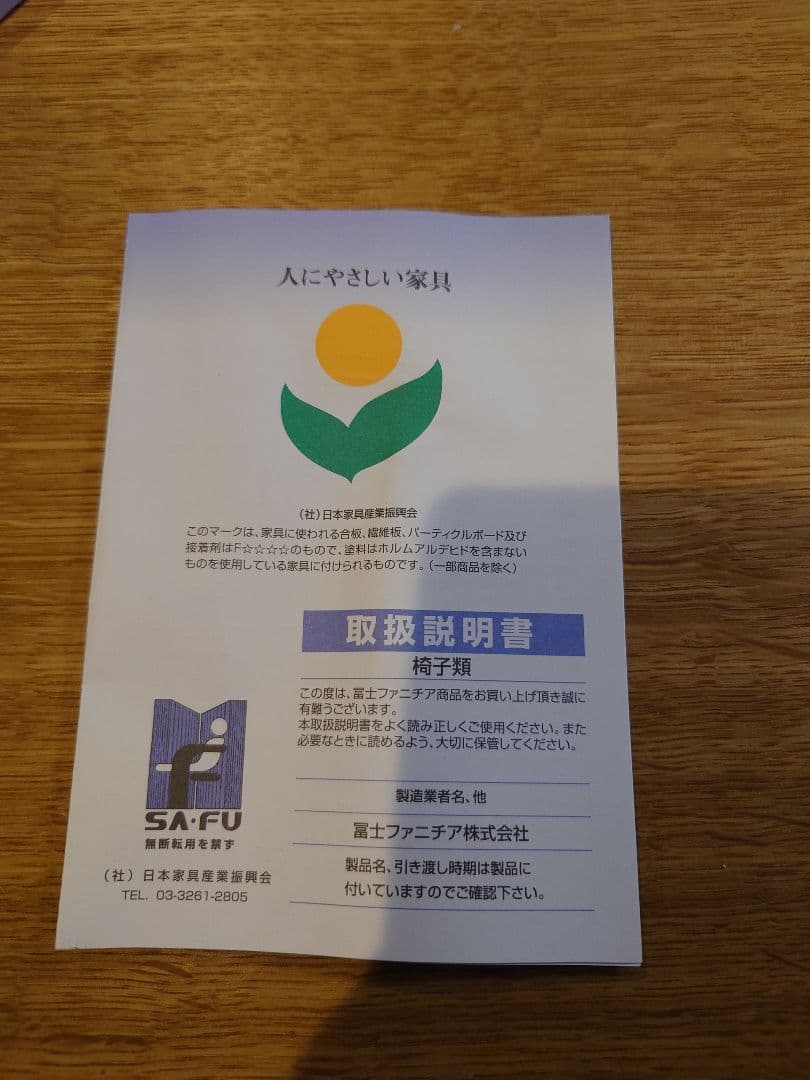 人にやさしい家具
（社）日本家具産業振興会
このマークは、家具に使われる合板、繊維板、パーティクルボード及び
接着剤はF☆☆☆☆のもので、塗料はホルムアルデヒドを含まない
ものを使用している家具に付けられるものです。（一部商品を除く）
取扱説明書
椅子類
この度は、冨士ファニチア商品をお買い上げ頂き誠に
有難うございます。
本取扱説明書をよく読み正しくご使用ください。また
必要なときに読めるよう、大切に保管してください。
製造業者名、他
冨士ファニチア株式会社
製品名、引き渡し時期は製品に
付いていますのでご確認下さい。
SA・FU
無断転用を禁ず
（社）日本家具産業振興会
TEL. 03-3261-2805